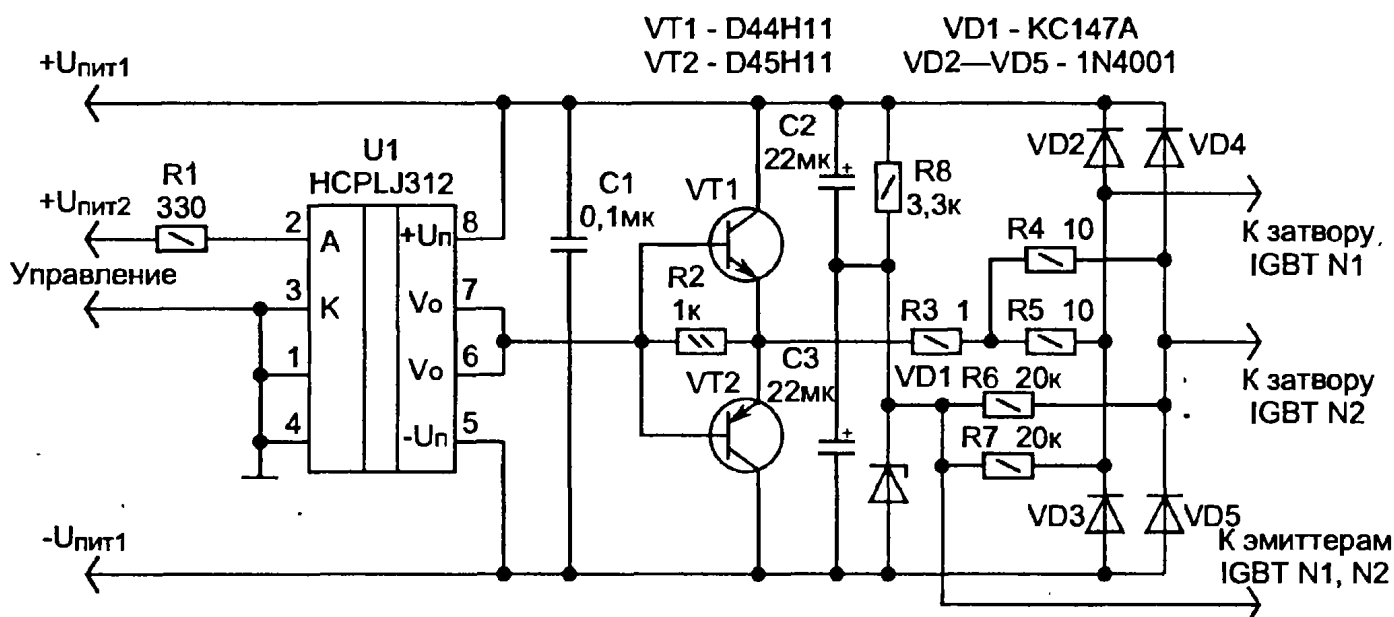 VT1 - D44H11 VD1 - KC147A
VT2 - D45H11 VD2—VD5 - 1N4001
+Uпит1
U1
HCPLJ312
R1
330
+Uпит2
Управление
2
3
1
4
A
K
+Uп
Vo
Vo
-Uп
8
7
6
5
C1
0,1мк
VT1
R2
1к
VT2
C2
22мк
+
C3
22мк
+
R8
3,3к
VD1
R3 1
R4 10
R5 10
R6 20к
R7 20к
VD2
VD4
VD3
VD5
К затвору
IGBT N1
К затвору
IGBT N2
К эмиттерам
IGBT N1, N2
-Uпит1